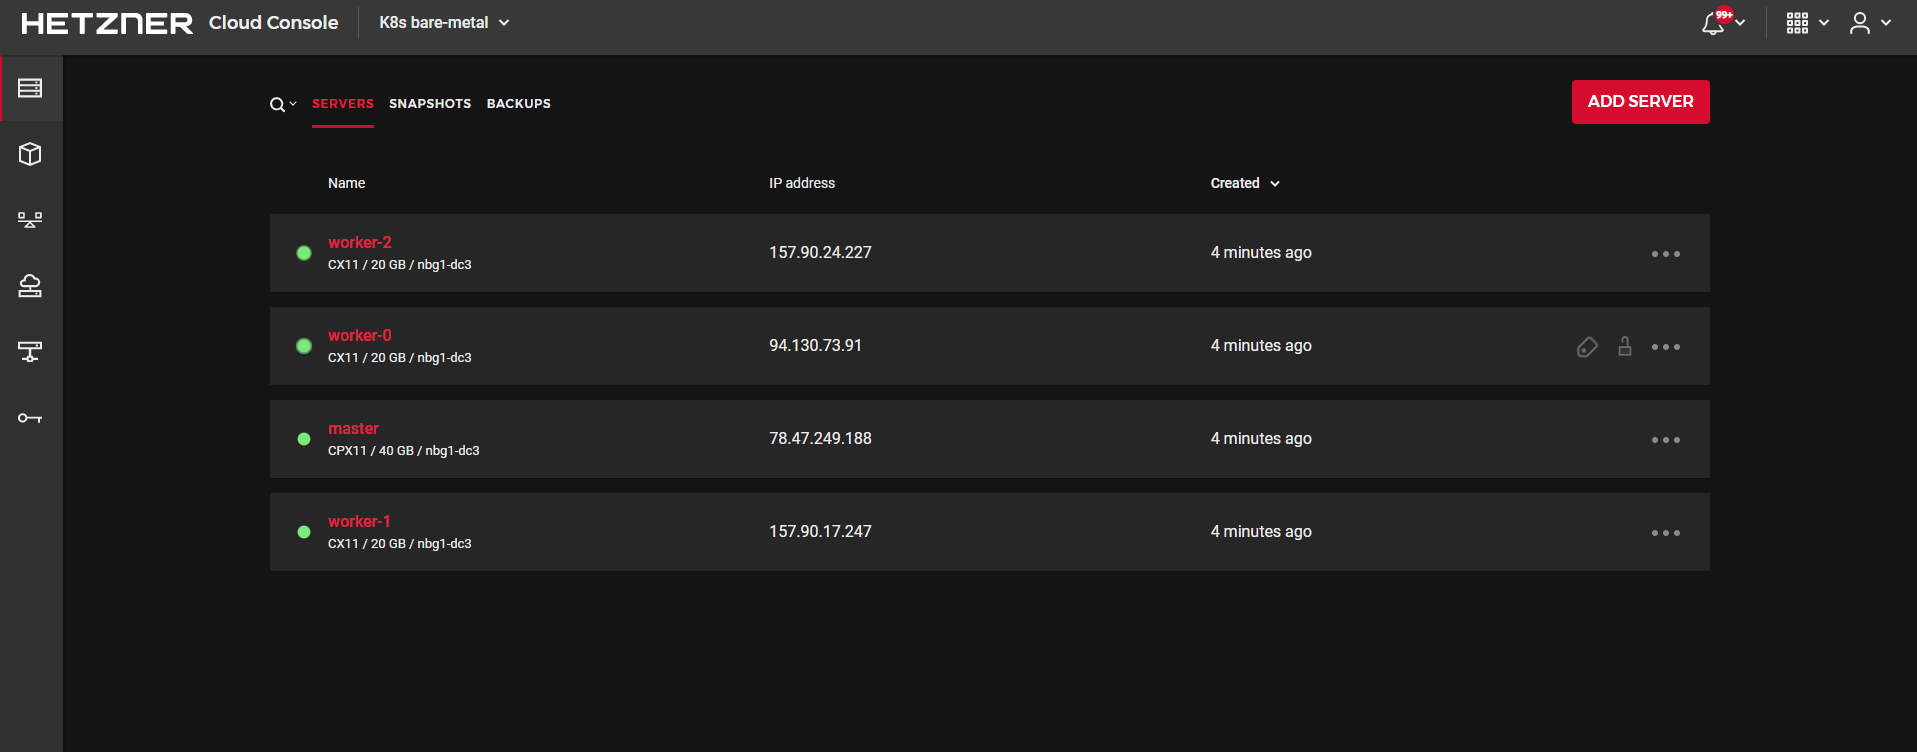 HETZNER Cloud Console K8s bare-metal 99+
SERVERS SNAPSHOTS BACKUPS ADD SERVER
Name IP address Created
worker-2
CX11 / 20 GB / nbg1-dc3
157.90.24.227 4 minutes ago
worker-0
CX11 / 20 GB / nbg1-dc3
94.130.73.91 4 minutes ago
master
CPX11 / 40 GB / nbg1-dc3
78.47.249.188 4 minutes ago
worker-1
CX11 / 20 GB / nbg1-dc3
157.90.17.247 4 minutes ago